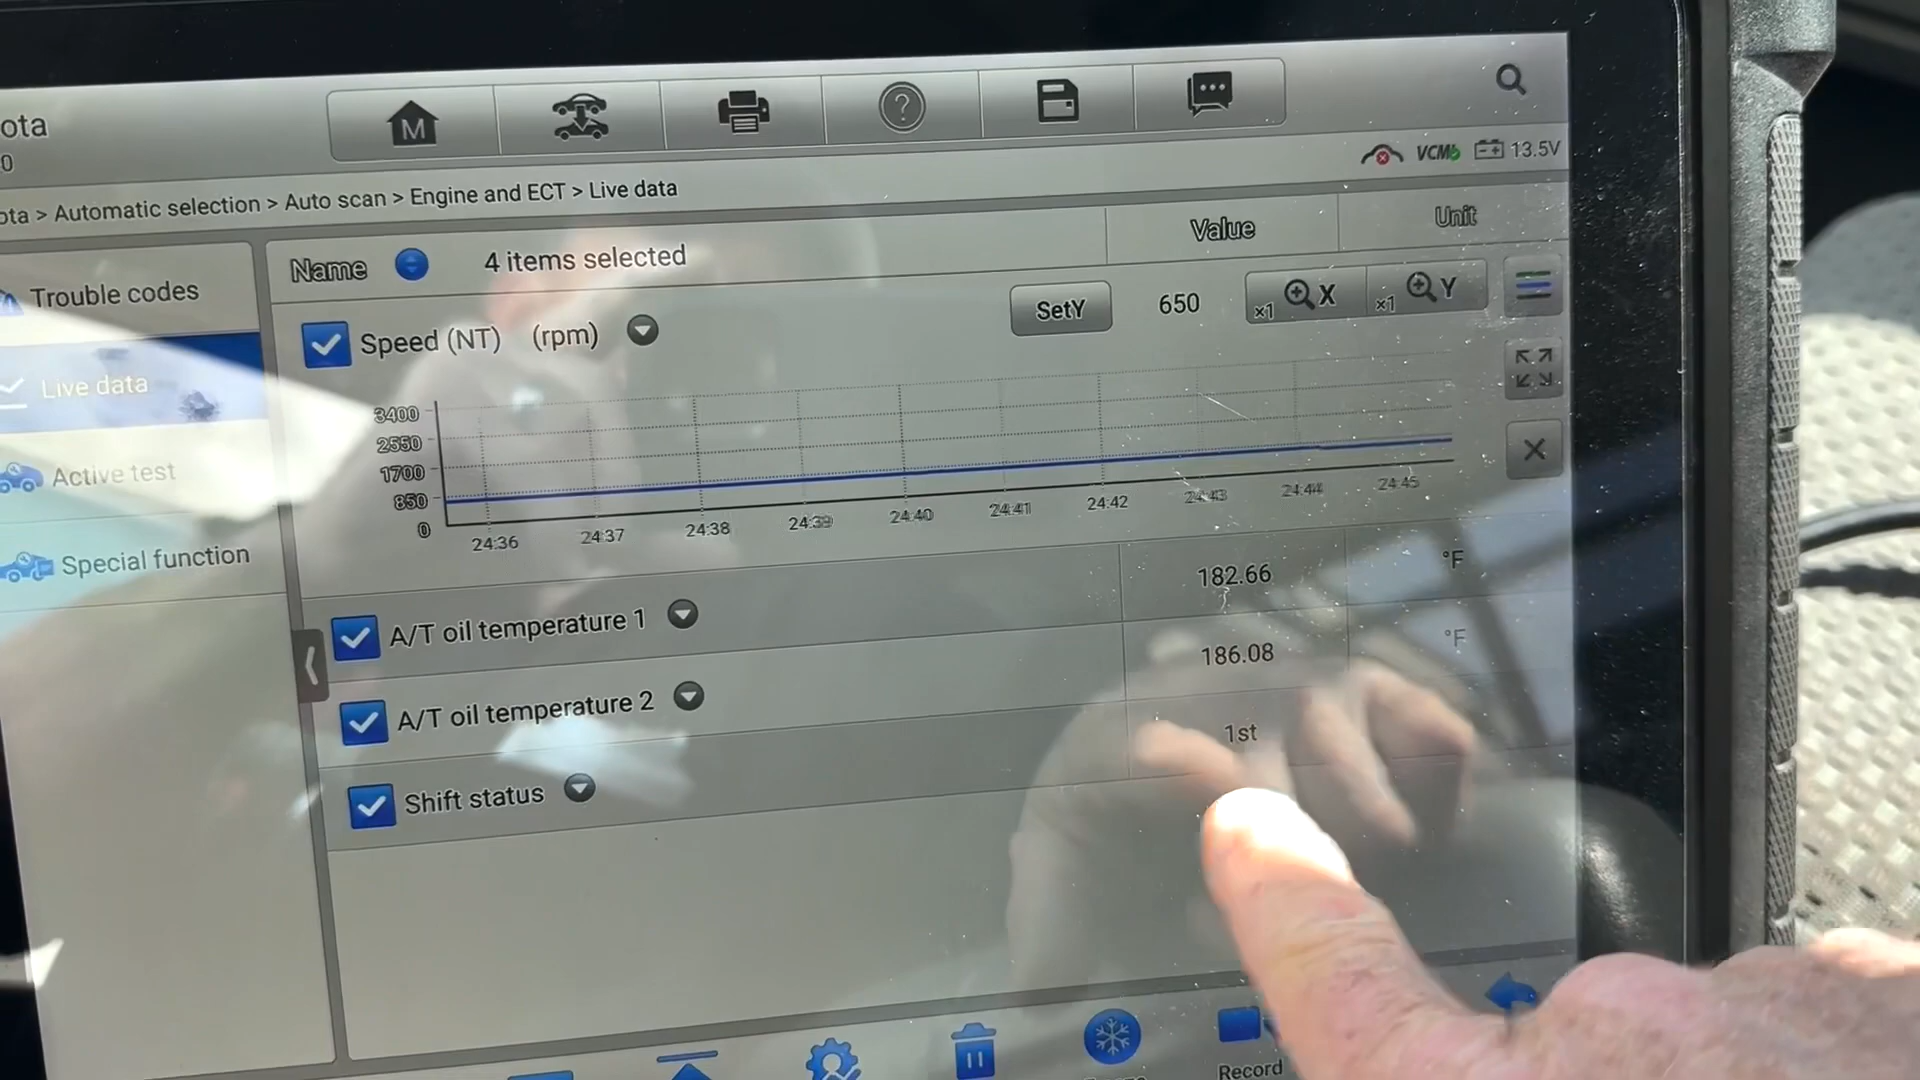 ota
0
VCMI 13.5V
ota > Automatic selection > Auto scan > Engine and ECT > Live data
Name 4 items selected Value Unit
Trouble codes
Live data
Active test
Special function
Speed (NT) (rpm) SetY 650 x1 X x1 Y
3400
2550
1700
850
0
24:36 24:37 24:38 24:39 24:40 24:41 24:42 24:43 24:44 24:45
A/T oil temperature 1 182.66 °F
A/T oil temperature 2 186.08 °F
Shift status 1st
Record